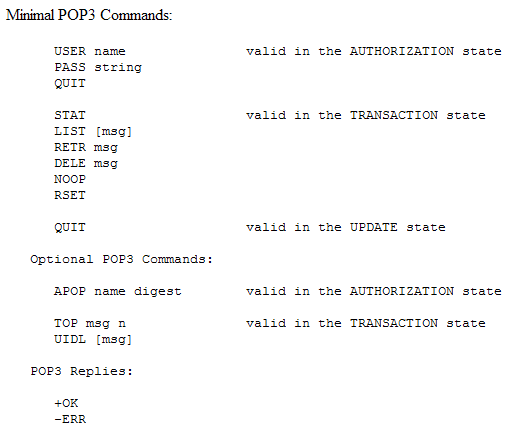 Minimal POP3 Commands:
USER name valid in the AUTHORIZATION state
PASS string
QUIT
STAT valid in the TRANSACTION state
LIST [msg]
RETR msg
DELE msg
NOOP
RSET
QUIT valid in the UPDATE state
Optional POP3 Commands:
APOP name digest valid in the AUTHORIZATION state
TOP msg n valid in the TRANSACTION state
UIDL [msg]
POP3 Replies:
+OK
-ERR